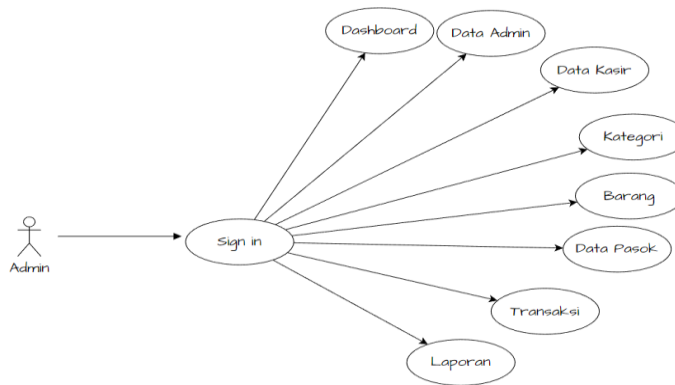 Dashboard
Data Admin
Data Kasir
Kategori
Barang
Sign in
Data Pasok
Admin
Transaksi
Laporan